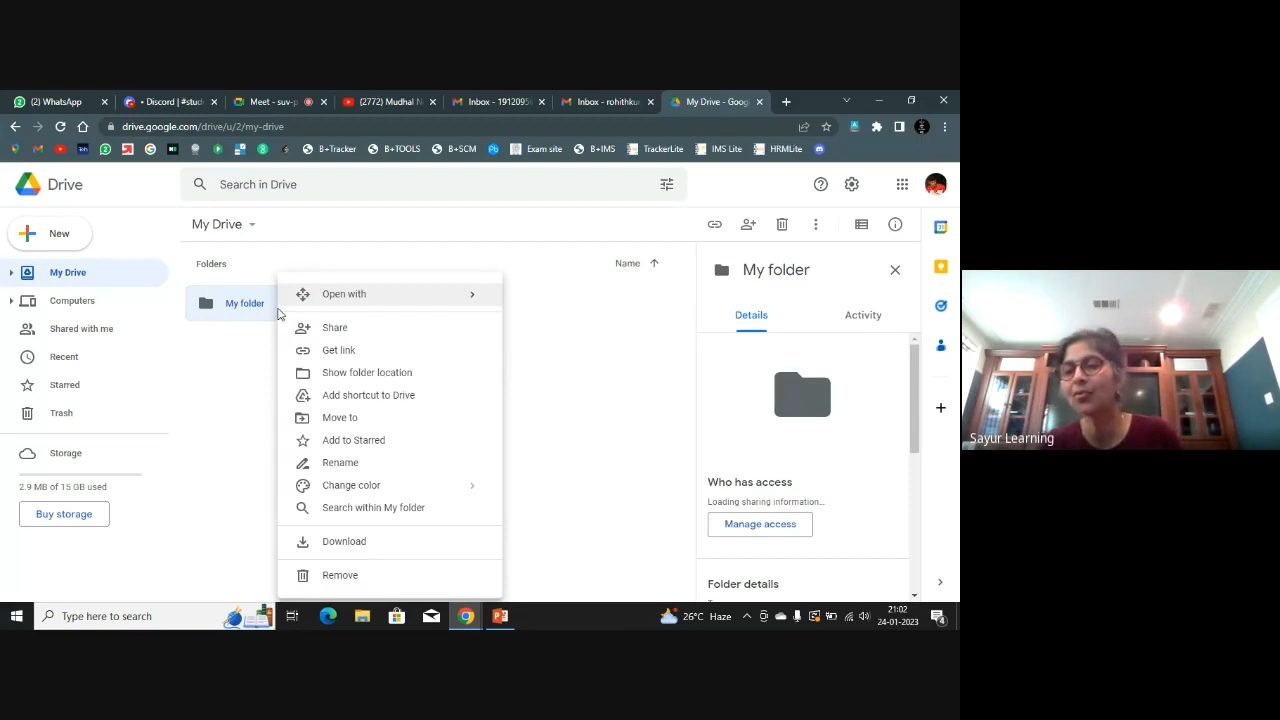 (2) WhatsApp
• Discord | #stud
Meet - suv-p
(2772) Mudhal N
Inbox - 1912095
Inbox - rohithkur
My Drive - Goog
drive.google.com/drive/u/2/my-drive
B+Tracker
B+TOOLS
B+SCM
Exam site
B+IMS
TrackerLite
IMS Lite
HRMLite
Drive
Search in Drive
New
My Drive
My folder
My Drive
Folders
Name
Details
Activity
Computers
Shared with me
Recent
Starred
Trash
Storage
2.9 MB of 15 GB used
Buy storage
My folder
Open with
Share
Get link
Show folder location
Add shortcut to Drive
Move to
Add to Starred
Rename
Change color
Search within My folder
Download
Remove
Who has access
Loading sharing information...
Manage access
Folder details
Sayur Learning
Type here to search
26°C Haze
21:02
24-01-2023
4